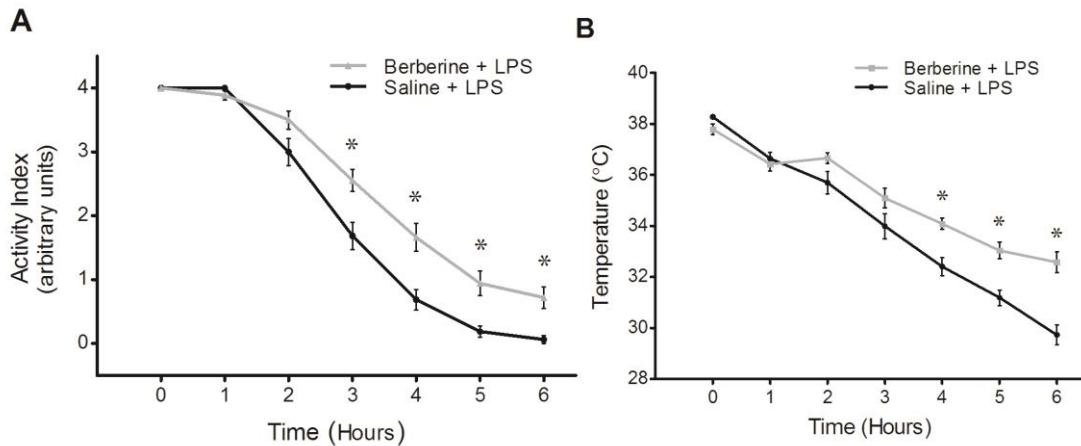 A
Berberine + LPS
Saline + LPS
Activity Index
(arbitrary units)
4
3
2
1
0
*
*
*
*
0 1 2 3 4 5 6
Time (Hours)
B
Berberine + LPS
Saline + LPS
Temperature (°C)
40
38
36
34
32
30
28
*
*
*
0 1 2 3 4 5 6
Time (Hours)